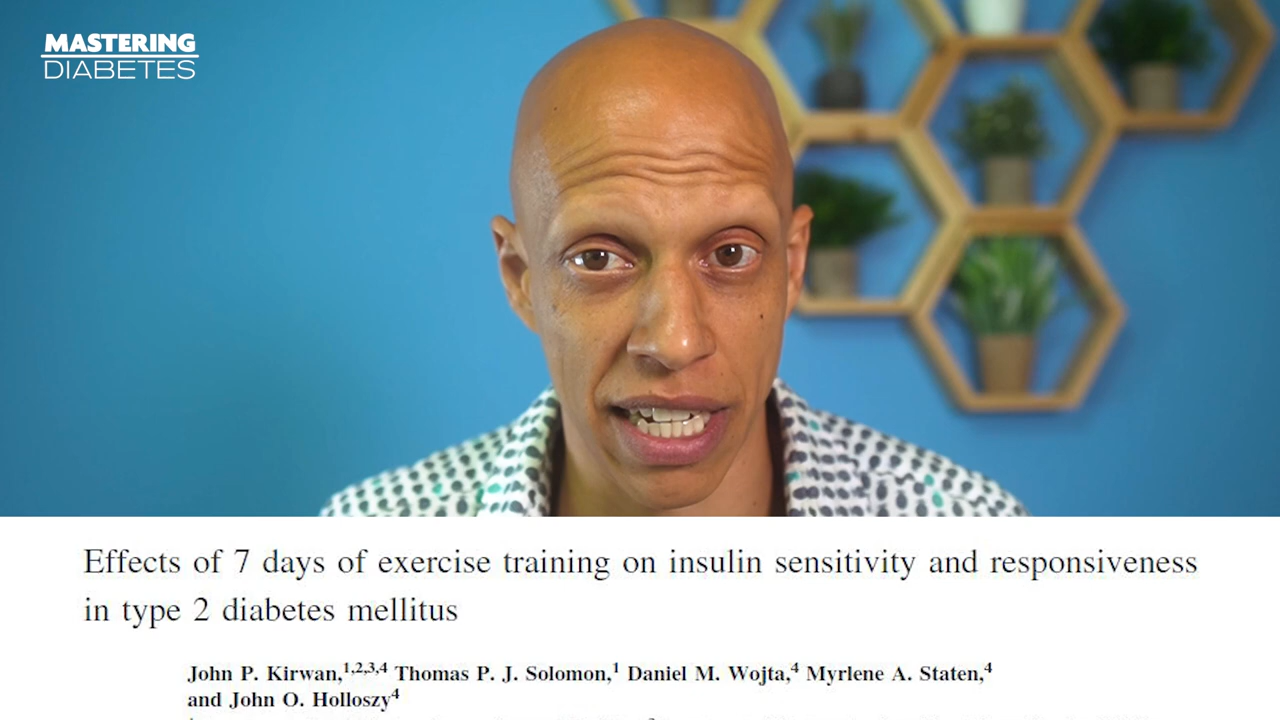 MASTERING
DIABETES
Effects of 7 days of exercise training on insulin sensitivity and responsiveness
in type 2 diabetes mellitus
John P. Kirwan,1,2,3,4 Thomas P. J. Solomon,1 Daniel M. Wojta,4 Myrlene A. Staten,4
and John O. Holloszy4